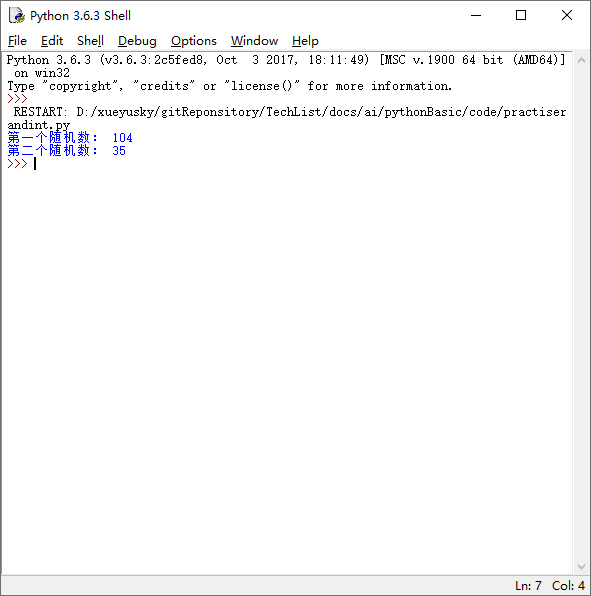 Python 3.6.3 Shell
File Edit Shell Debug Options Window Help
Python 3.6.3 (v3.6.3:2c5fed8, Oct  3 2017, 18:11:49) [MSC v.1900 64 bit (AMD64)]
 on win32
Type "copyright", "credits" or "license()" for more information.
>>>
 RESTART: D:/xueyusky/gitReponsitory/TechList/docs/ai/pythonBasic/code/practiser
andint.py
第一个随机数： 104
第二个随机数： 35
>>>
Ln: 7 Col: 4